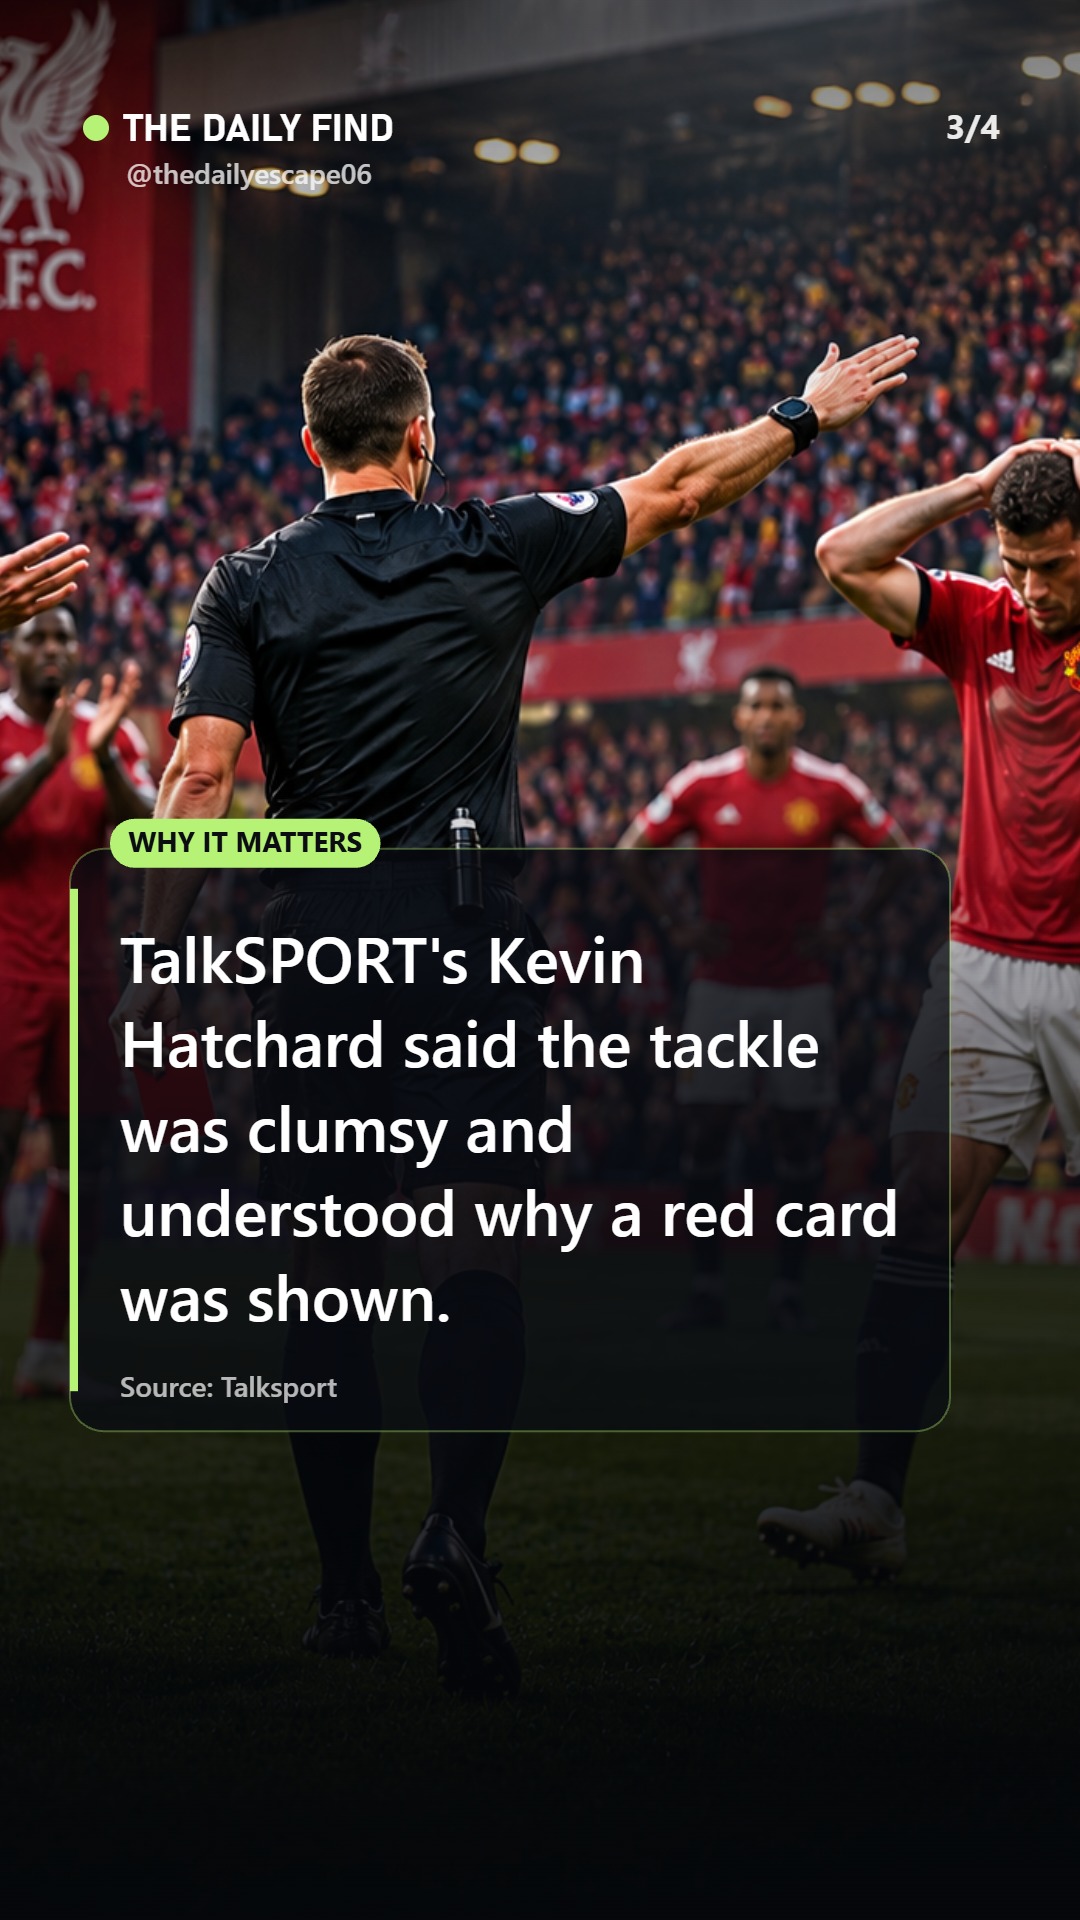 THE DAILY FIND
3/4
@thedailyescape06
.F.C.
WHY IT MATTERS
TalkSPORT's Kevin
Hatchard said the tackle
was clumsy and
understood why a red card
was shown.
Source: Talksport